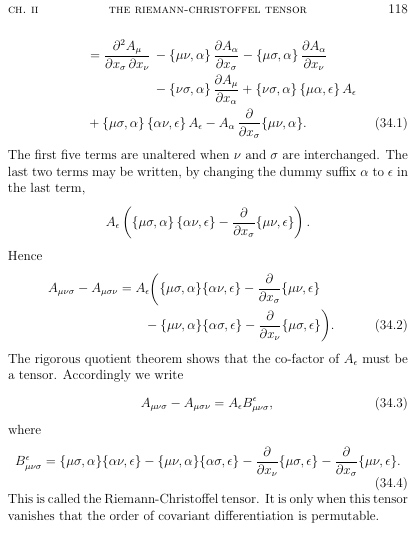 CH. II THE RIEMANN-CHRISTOFFEL TENSOR 118
= ∂²A_μ/∂x_σ ∂x_ν − {μν, α} ∂A_α/∂x_σ − {μσ, α} ∂A_α/∂x_ν
− {νσ, α} ∂A_μ/∂x_α + {νσ, α} {μα, ϵ} A_ϵ
+ {μσ, α} {αν, ϵ} A_ϵ − A_α ∂/∂x_σ {μν, α}. (34.1)
The first five terms are unaltered when ν and σ are interchanged. The
last two terms may be written, by changing the dummy suffix α to ϵ in
the last term,
A_ϵ ( {μσ, α} {αν, ϵ} − ∂/∂x_σ {μν, ϵ} ) .
Hence
A_μνσ − A_μσν = A_ϵ ( {μσ, α}{αν, ϵ} − ∂/∂x_σ {μν, ϵ}
− {μν, α}{ασ, ϵ} − ∂/∂x_ν {μσ, ϵ} ) . (34.2)
The rigorous quotient theorem shows that the co-factor of A_ϵ must be
a tensor. Accordingly we write
A_μνσ − A_μσν = A_ϵ B^ϵ_μνσ, (34.3)
where
B^ϵ_μνσ = {μσ, α}{αν, ϵ} − {μν, α}{ασ, ϵ} − ∂/∂x_ν {μσ, ϵ} − ∂/∂x_σ {μν, ϵ}.
(34.4)
This is called the Riemann-Christoffel tensor. It is only when this tensor
vanishes that the order of covariant differentiation is permutable.